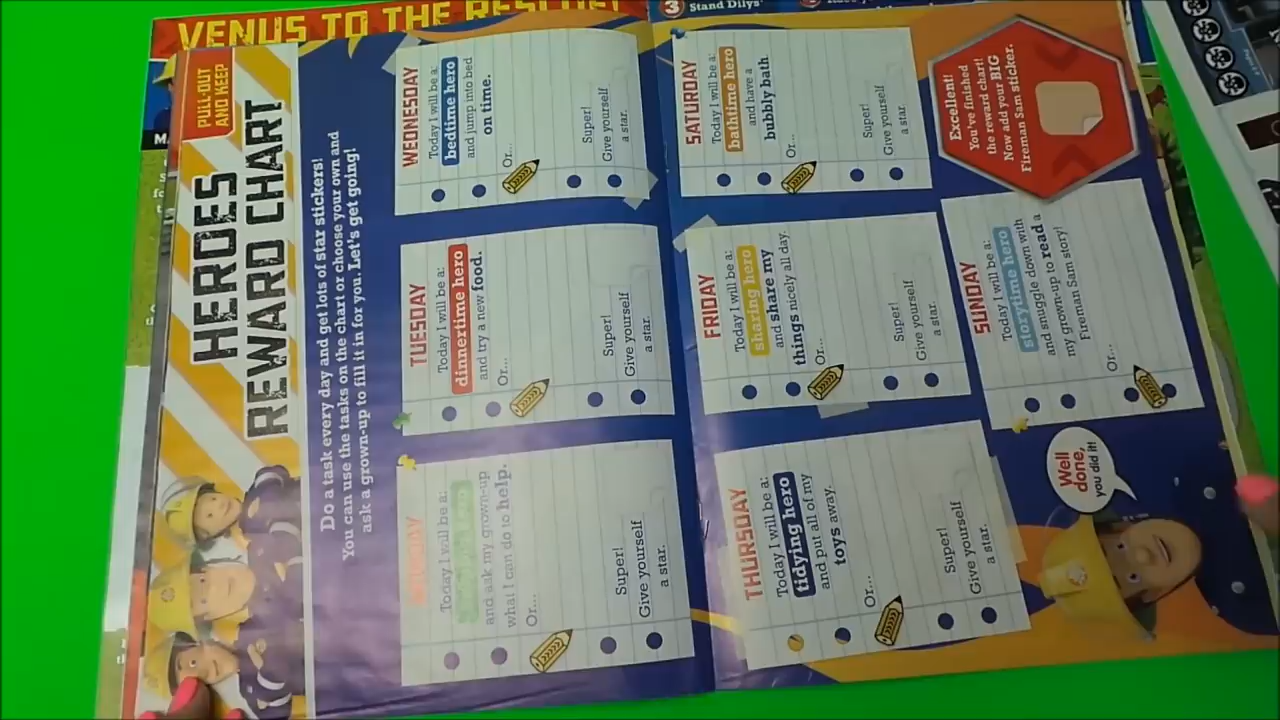 VENUS TO THE RESCUE!
3 Stand Dilys'
PULL-OUT
AND KEEP
HEROES
REWARD CHART
Do a task every day and get lots of star stickers!
You can use the tasks on the chart or choose your own and
ask a grown-up to fill it in for you. Let's get going!
Today I will be a:
and ask my grown-up
what I can do to help.
Or...
Super!
Give yourself
a star.
TUESDAY
Today I will be a:
dinnertime hero
and try a new food.
Or...
Super!
Give yourself
a star.
WEDNESDAY
Today I will be a:
bedtime hero
and jump into bed
on time.
Or...
Super!
Give yourself
a star.
THURSDAY
Today I will be a:
tidying hero
and put all of my
toys away.
Or...
Super!
Give yourself
a star.
FRIDAY
Today I will be a:
sharing hero
and share my
things nicely all day.
Or...
Super!
Give yourself
a star.
SATURDAY
Today I will be a:
bathtime hero
and have a
bubbly bath.
Or...
Super!
Give yourself
a star.
SUNDAY
Today I will be a:
storytime hero
and snuggle down with
my grown-up to read a
Fireman Sam story!
Or...
Excellent!
You've finished
the reward chart!
Now add your BIG
Fireman Sam sticker.
Well
done,
you did it!